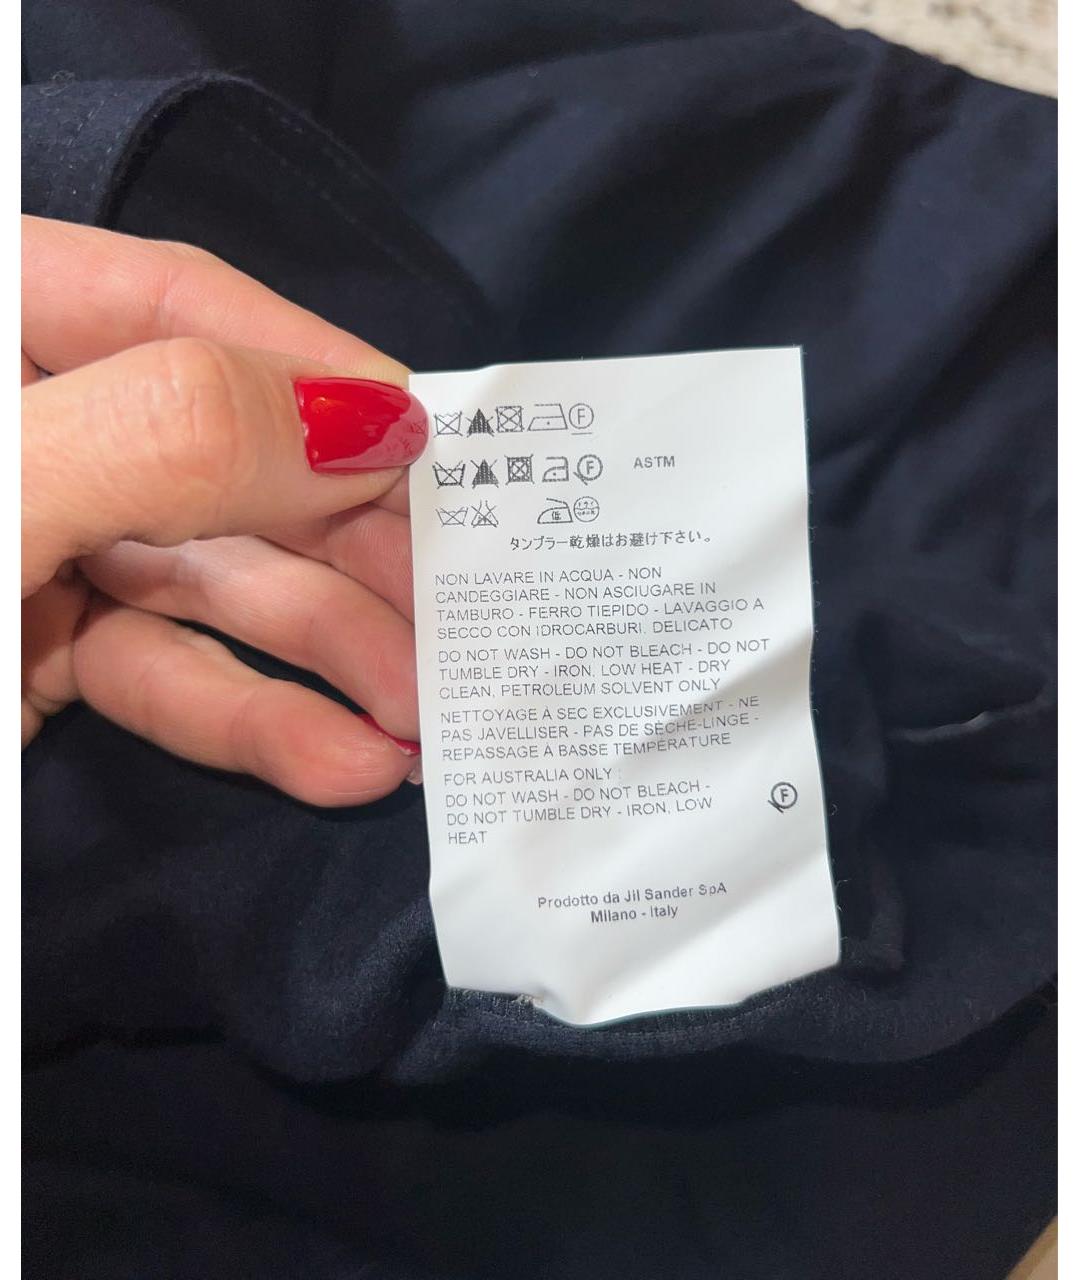 F
F ASTM
低 ドライ
タンブラー乾燥はお避け下さい。
NON LAVARE IN ACQUA - NON
CANDEGGIARE - NON ASCIUGARE IN
TAMBURO - FERRO TIEPIDO - LAVAGGIO A
SECCO CON IDROCARBURI, DELICATO
DO NOT WASH - DO NOT BLEACH - DO NOT
TUMBLE DRY - IRON, LOW HEAT - DRY
CLEAN, PETROLEUM SOLVENT ONLY
NETTOYAGE À SEC EXCLUSIVEMENT - NE
PAS JAVELLISER - PAS DE SÈCHE-LINGE -
REPASSAGE À BASSE TEMPÉRATURE
FOR AUSTRALIA ONLY :
DO NOT WASH - DO NOT BLEACH -
DO NOT TUMBLE DRY - IRON, LOW
HEAT
F
Prodotto da Jil Sander SpA
Milano - Italy